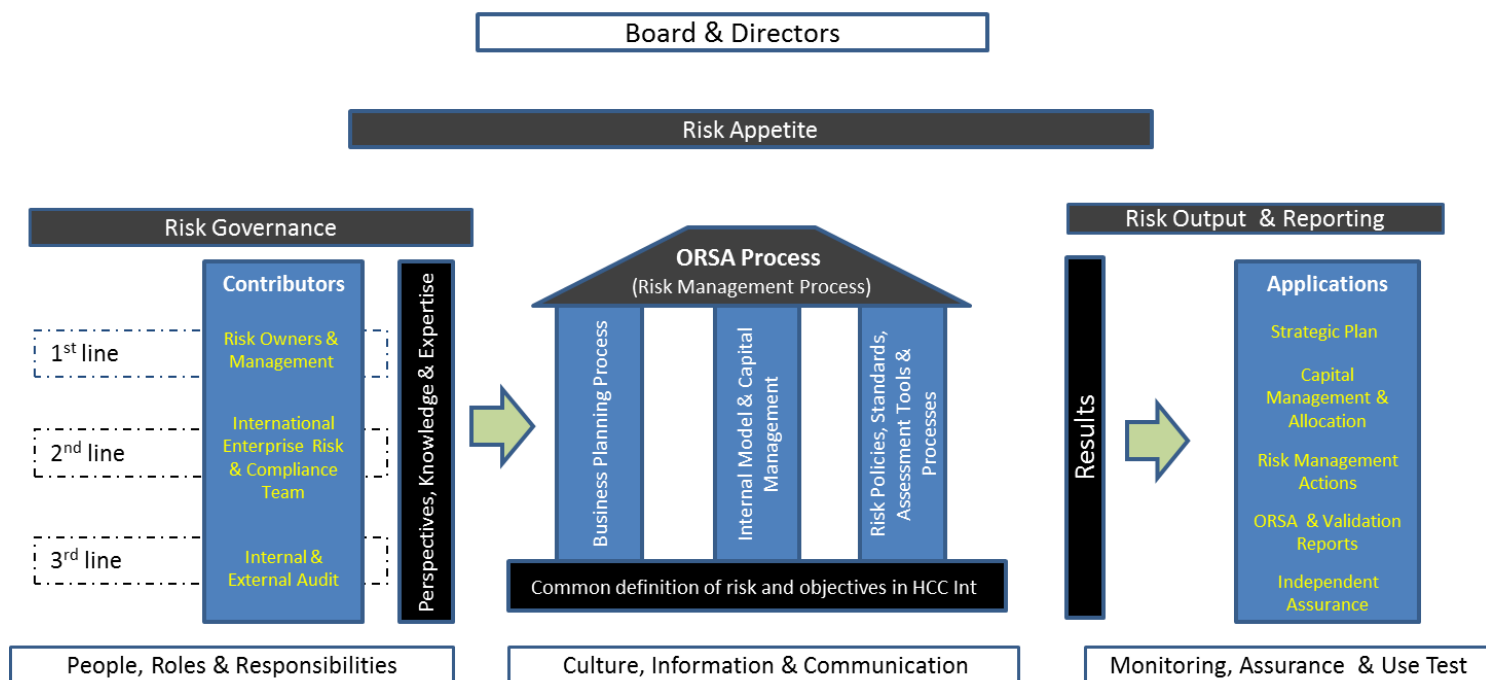 Board & Directors
Risk Appetite
Risk Governance
Contributors
1st line
Risk Owners &
Management
2nd line
International
Enterprise Risk
& Compliance
Team
3rd line
Internal &
External Audit
Perspectives, Knowledge & Expertise
People, Roles & Responsibilities
ORSA Process
(Risk Management Process)
Business Planning Process
Internal Model & Capital
Management
Risk Policies, Standards,
Assessment Tools &
Processes
Common definition of risk and objectives in HCC Int
Culture, Information & Communication
Risk Output & Reporting
Results
Applications
Strategic Plan
Capital
Management &
Allocation
Risk Management
Actions
ORSA & Validation
Reports
Independent
Assurance
Monitoring, Assurance & Use Test